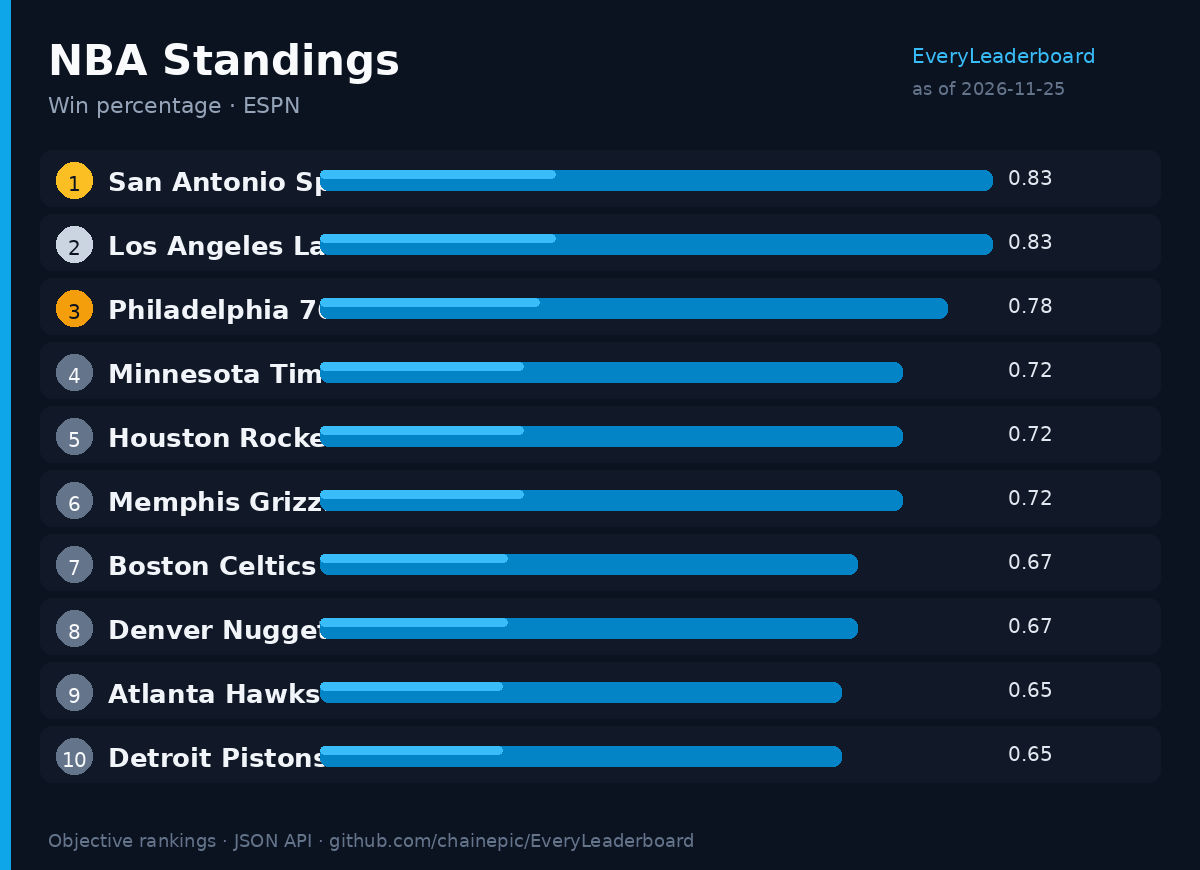 NBA Standings
EveryLeaderboard
Win percentage · ESPN
as of 2026-11-25
1 San Antonio Sp 0.83
2 Los Angeles La 0.83
3 Philadelphia 76 0.78
4 Minnesota Tim 0.72
5 Houston Rocke 0.72
6 Memphis Grizz 0.72
7 Boston Celtics 0.67
8 Denver Nugget 0.67
9 Atlanta Hawks 0.65
10 Detroit Pistons 0.65
Objective rankings · JSON API · github.com/chainepic/EveryLeaderboard